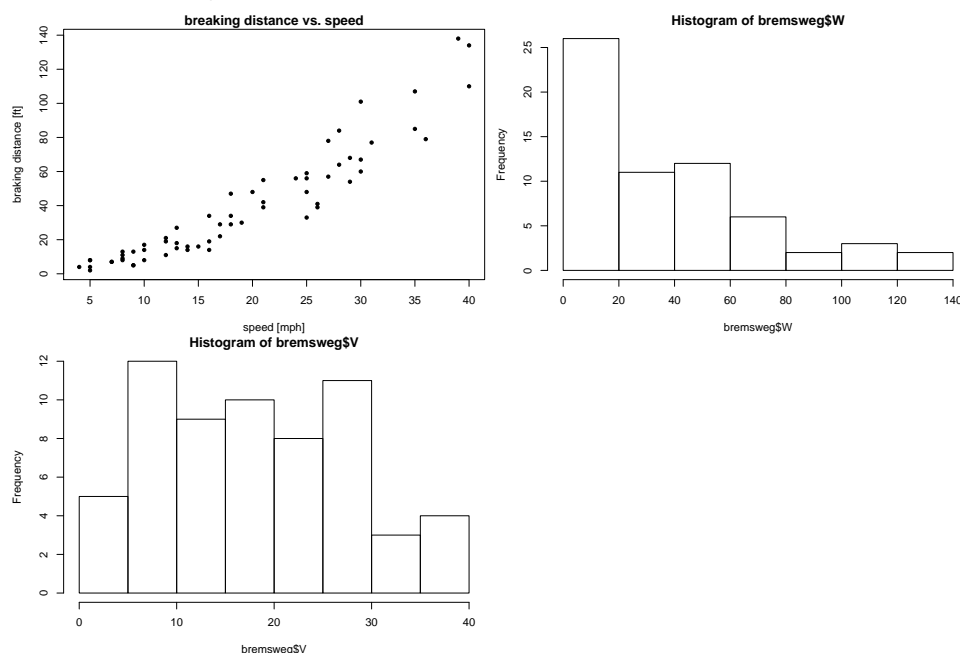 breaking distance vs. speed
braking distance [ft]
0 20 40 60 80 100 120 140
5 10 15 20 25 30 35 40
speed [mph]
Histogram of bremsweg$W
Frequency
0 5 10 15 20 25
0 20 40 60 80 100 120 140
bremsweg$W
Histogram of bremsweg$V
Frequency
0 2 4 6 8 10 12
0 10 20 30 40
bremsweg$V